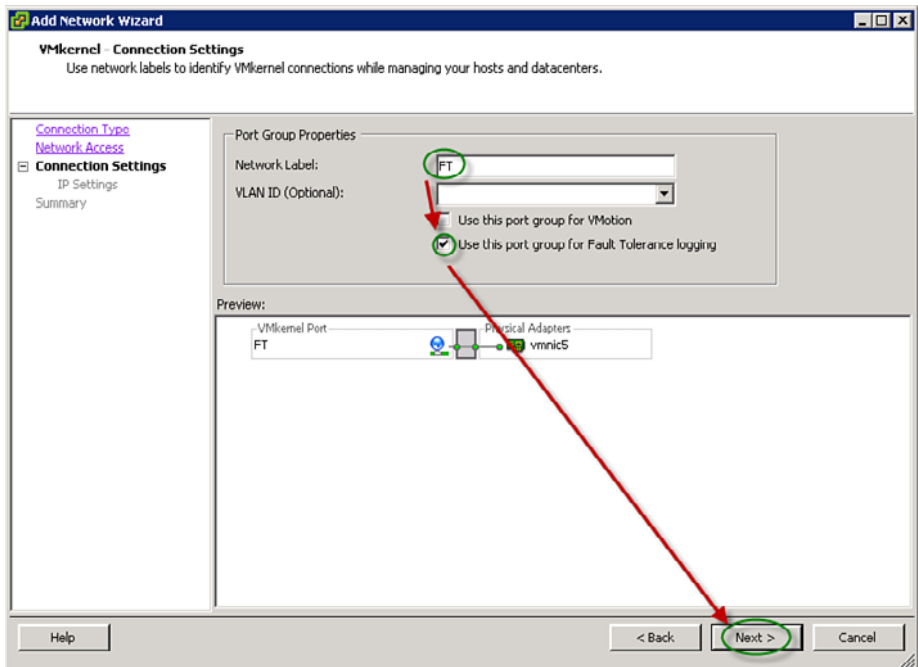 Add Network Wizard
VMkernel - Connection Settings
Use network labels to identify VMkernel connections while managing your hosts and datacenters.
Connection Type
Network Access
Connection Settings
IP Settings
Summary
Port Group Properties
Network Label:
FT
VLAN ID (Optional):
Use this port group for VMotion
Use this port group for Fault Tolerance logging
Preview:
VMkernel Port
FT
Physical Adapters
vmnic5
Help
< Back
Next >
Cancel